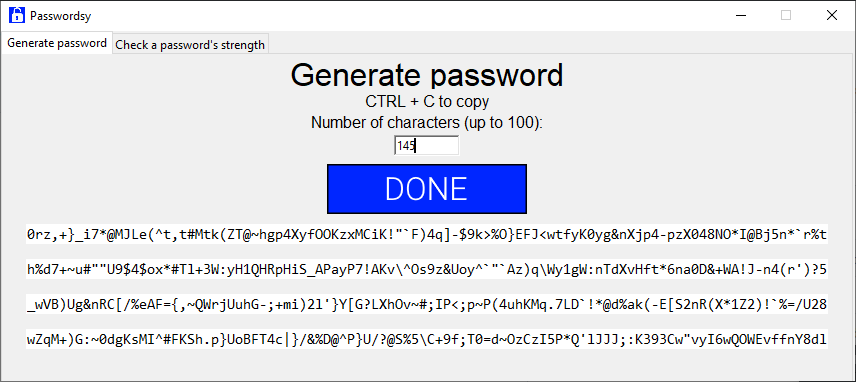 Passwordsy
Generate password Check a password's strength
Generate password
CTRL + C to copy
Number of characters (up to 100):
145
DONE
0rz,+}_i7*@MJLe(^t,t#Mtk(ZT@~hgp4XyfOOKzxMCiK!"`F)4q]-$9k>%O}EFJ<wtfyK0yg&nXjp4-pzX048NO*I@Bj5n*`r%t
h%d7+~u#""U9$4$ox*#Tl+3W:yH1QHRpHiS_APayP7!AKv\^Os9z&Uoy^`"`Az)q\Wy1gW:nTdXvHft*6na0D&+WA!J-n4(r')?5
_wVB)Ug&nRC[/%eAF={,~QWrjUuhG-;+mi)2l'}Y[G?LXhOv~#;IP<;p~P(4uhKMq.7LD`!*@d%ak(-E[S2nR(X*1Z2)!`%=/U28
wZqM+)G:~0dgKsMI^#FKSh.p}UoBFT4c|}/&%D@^P}U/?@S%5\C+9f;T0=d~OzCzI5P*Q'lJJJ;:K393Cw"vyI6wQOWEvffnY8dl